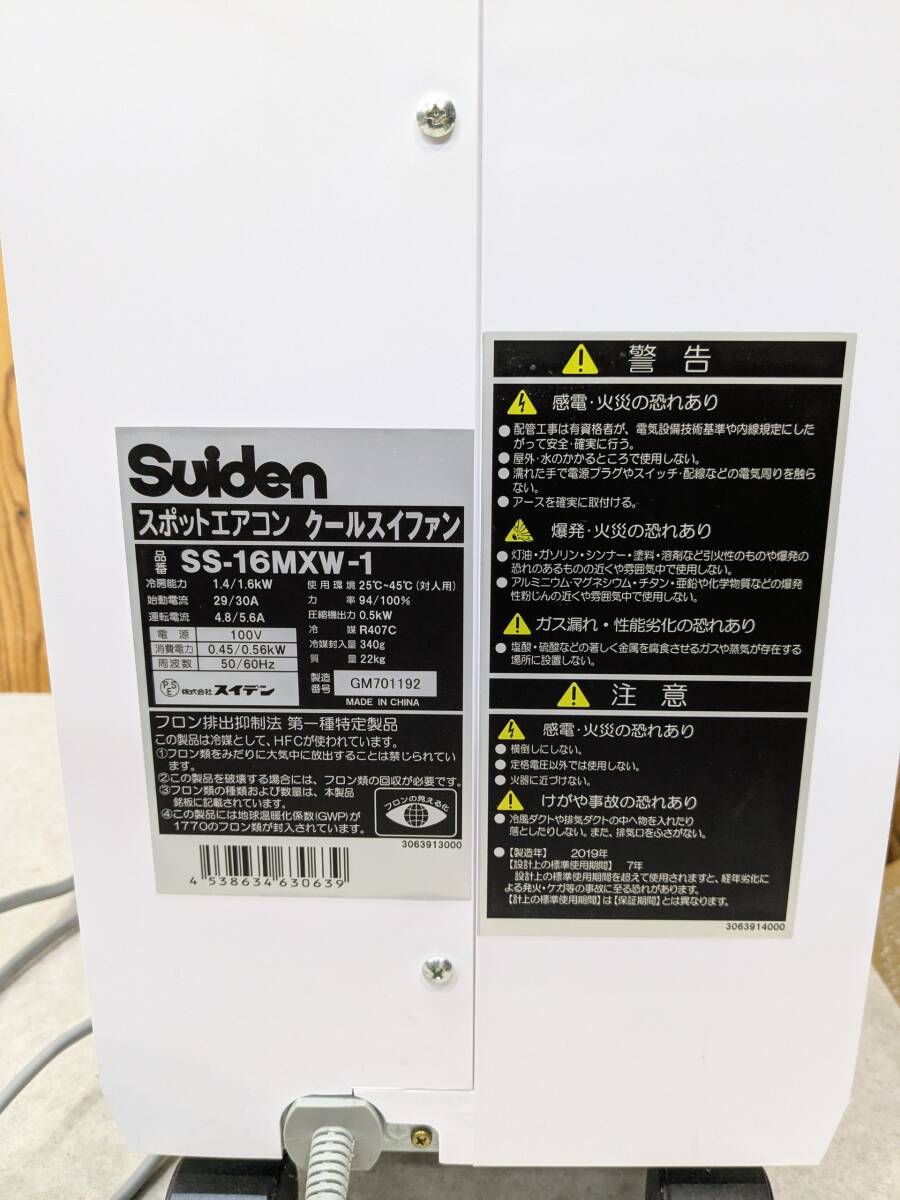 Suiden
スポットエアコン クールスイファン
品番 SS-16MXW-1
冷房能力 1.4/1.6kW
始動電流 29/30A
運転電流 4.8/5.6A
電源 100V
消費電力 0.45/0.56kW
周波数 50/60Hz
使用環境 25℃~45℃(対人用)
力率 94/100%
圧縮機出力 0.5kW
冷媒 R407C
冷媒封入量 340g
質量 22kg
PSE 株式会社 スイデン
製造番号 GM701192
MADE IN CHINA
フロン排出抑制法 第一種特定製品
この製品は冷媒として、HFCが使われています。
①フロン類をみだりに大気中に放出することは禁じられてい
ます。
②この製品を破壊する場合には、フロン類の回収が必要です。
③フロン類の種類および数量は、本製品
銘板に記載されています。
④この製品には地球温暖化係数(GWP)が
1770のフロン類が封入されています。
フロンの見える化
3063913000
4 538634 630639
警告
感電・火災の恐れあり
●配管工事は有資格者が、電気設備技術基準や内線規定にした
がって安全・確実に行う。
●屋外・水のかかるところで使用しない。
●濡れた手で電源プラグやスイッチ・配線などの電気周りを触ら
ない。
●アースを確実に取付ける。
爆発・火災の恐れあり
●灯油・ガソリン・シンナー・塗料・溶剤など引火性のものや爆発の
恐れのあるものの近くや雰囲気中で使用しない。
●アルミニウム・マグネシウム・チタン・亜鉛や化学物質などの爆発
性粉じんの近くや雰囲気中で使用しない。
ガス漏れ・性能劣化の恐れあり
●塩酸・硫酸などの著しく金属を腐食させるガスや蒸気が存在する
場所に設置しない。
注意
感電・火災の恐れあり
●横倒しにしない。
●定格電圧以外では使用しない。
●火器に近づけない。
けがや事故の恐れあり
●冷風ダクトや排気ダクトの中へ物を入れたり
落としたりしない。また、排気口をふさがない。
●【製造年】 2019年
【設計上の標準使用期間】 7年
設計上の標準使用期間を超えて使用されますと、経年劣化に
よる発火・ケガ等の事故に至る恐れがあります。
【計上の標準使用期間】は【保証期間】とは異なります。
3063914000